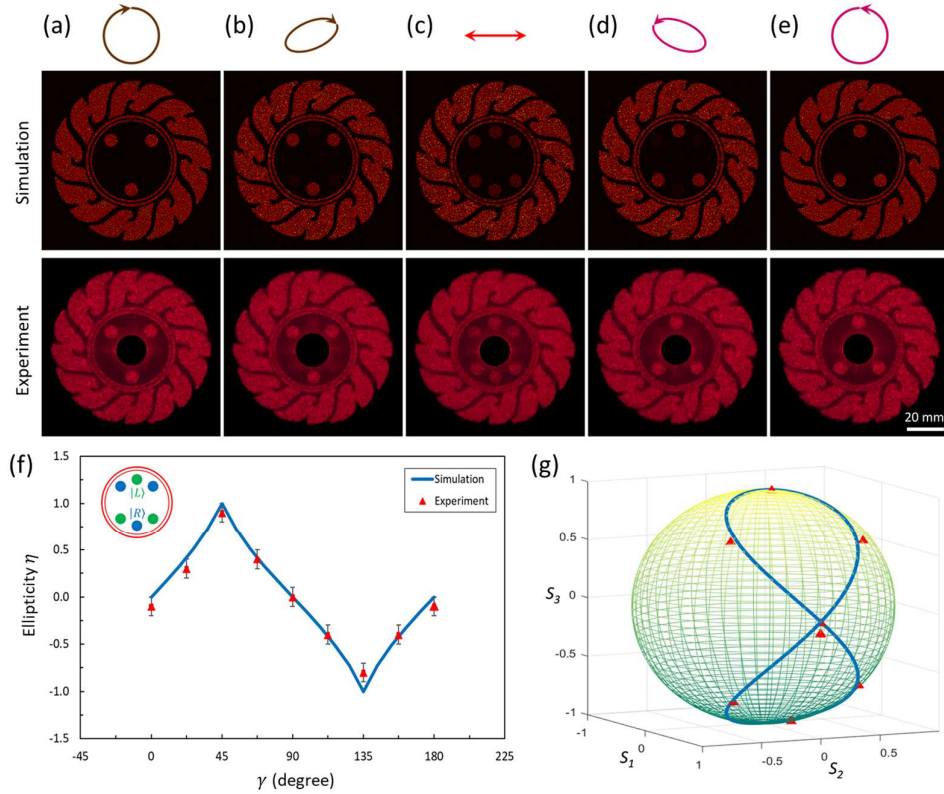 (a) (b) (c) (d) (e)
Simulation
Experiment
20 mm
(f)
1.5
1.0
0.5
0.0
-0.5
-1.0
-1.5
Ellipticity η
-45 0 45 90 135 180 225
γ (degree)
|L⟩
|R⟩
Simulation
Experiment
(g)
1
0.5
S3 0
-0.5
-1
-1 0 1
S1
-0.5 0 0.5
S2